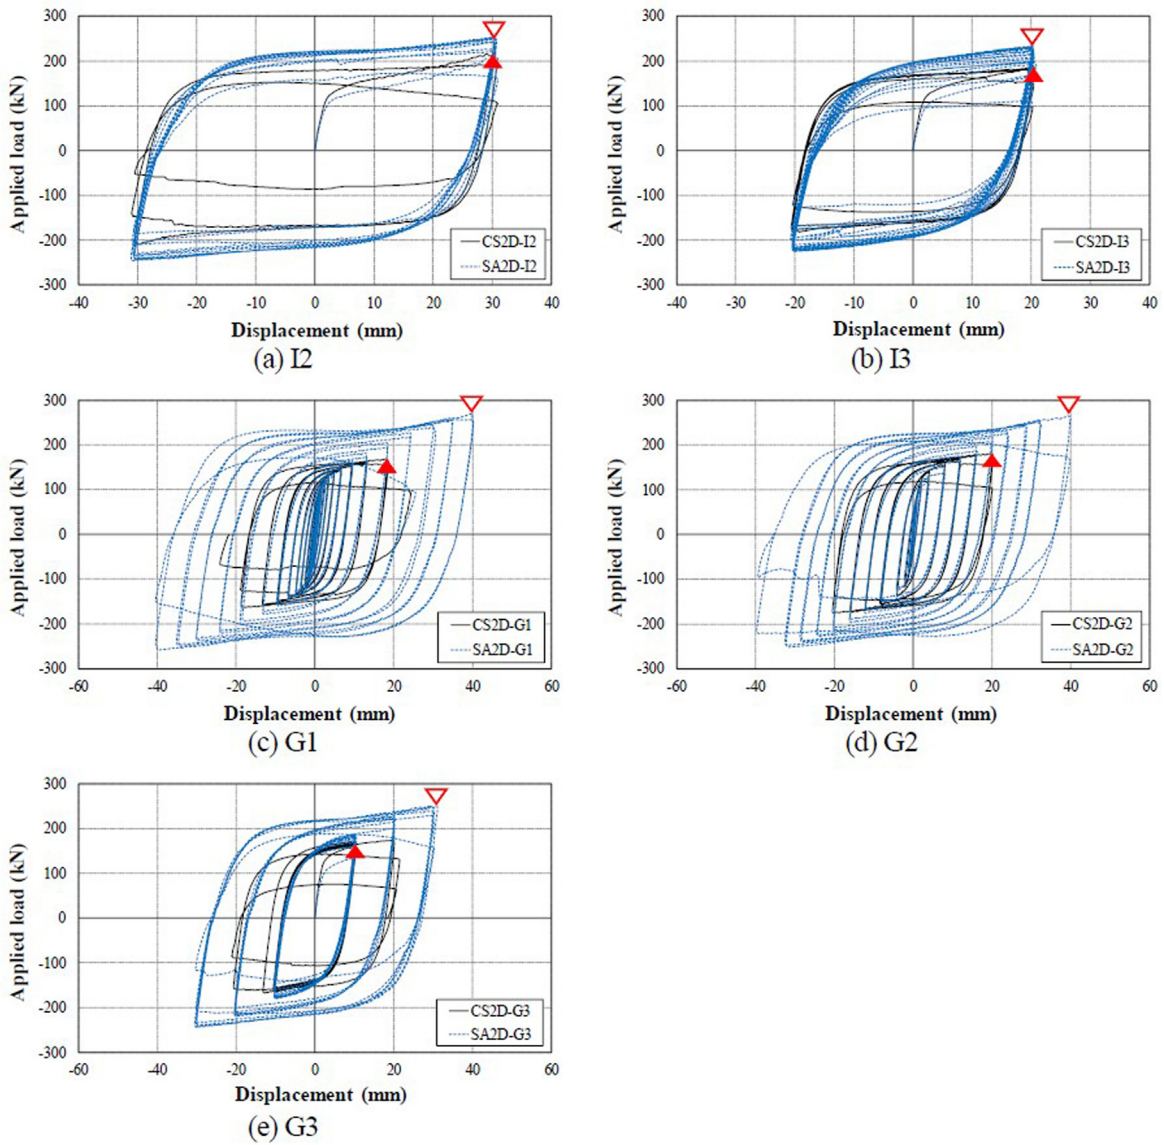 300
200
100
0
-100
-200
-300
Applied load (kN)
-40 -30 -20 -10 0 10 20 30 40
Displacement (mm)
CS2D-I2
SA2D-I2
(a) I2
300
200
100
0
-100
-200
-300
Applied load (kN)
-40 -30 -20 -10 0 10 20 30 40
Displacement (mm)
CS2D-I3
SA2D-I3
(b) I3
300
200
100
0
-100
-200
-300
Applied load (kN)
-60 -40 -20 0 20 40 60
Displacement (mm)
CS2D-G1
SA2D-G1
(c) G1
300
200
100
0
-100
-200
-300
Applied load (kN)
-60 -40 -20 0 20 40 60
Displacement (mm)
CS2D-G2
SA2D-G2
(d) G2
300
200
100
0
-100
-200
-300
Applied load (kN)
-60 -40 -20 0 20 40 60
Displacement (mm)
CS2D-G3
SA2D-G3
(e) G3